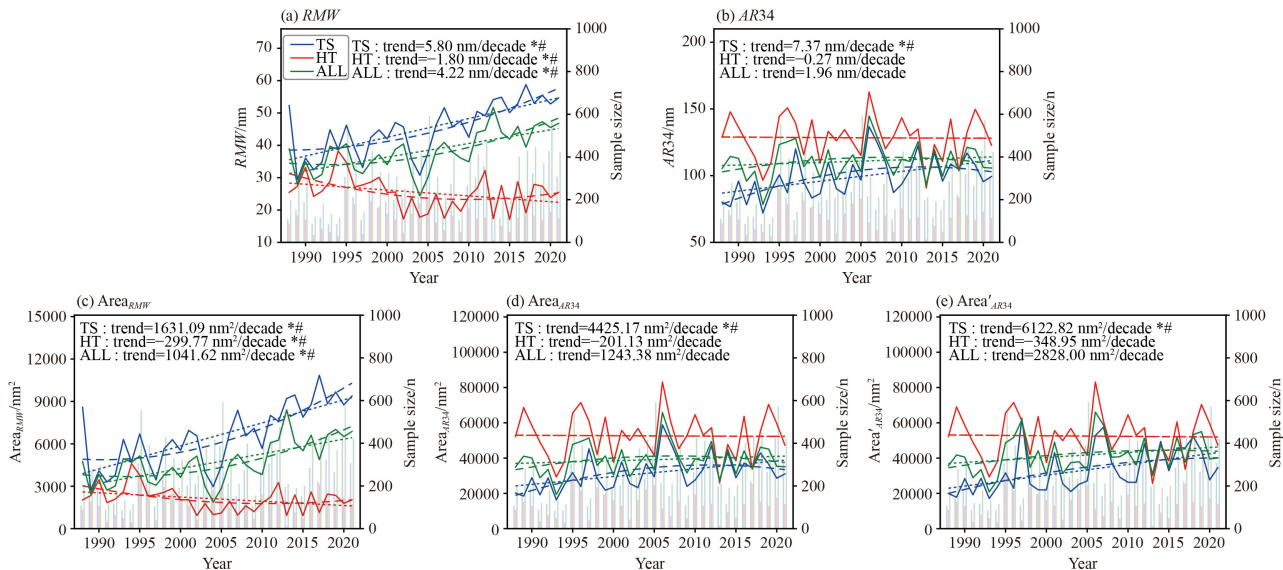 (a) RMW
TS
HT
ALL
TS : trend=5.80 nm/decade *#
HT : trend=−1.80 nm/decade *#
ALL : trend=4.22 nm/decade *#
70
60
50
40
30
20
10
RMW/nm
1000
800
600
400
200
0
Sample size/n
1990 1995 2000 2005 2010 2015 2020
Year
(b) AR34
TS : trend=7.37 nm/decade *#
HT : trend=−0.27 nm/decade
ALL : trend=1.96 nm/decade
200
150
100
50
AR34/nm
1000
800
600
400
200
0
Sample size/n
1990 1995 2000 2005 2010 2015 2020
Year
(c) Area_RMW
TS : trend=1631.09 nm²/decade *#
HT : trend=−299.77 nm²/decade *#
ALL : trend=1041.62 nm²/decade *#
15000
12000
9000
6000
3000
0
Area_RMW/nm²
1000
800
600
400
200
0
Sample size/n
1990 1995 2000 2005 2010 2015 2020
Year
(d) Area_AR34
TS : trend=4425.17 nm²/decade *#
HT : trend=−201.13 nm²/decade
ALL : trend=1243.38 nm²/decade
120000
100000
80000
60000
40000
20000
0
Area_AR34/nm²
1000
800
600
400
200
0
Sample size/n
1990 1995 2000 2005 2010 2015 2020
Year
(e) Area′_AR34
TS : trend=6122.82 nm²/decade *#
HT : trend=−348.95 nm²/decade
ALL : trend=2828.00 nm²/decade
120000
100000
80000
60000
40000
20000
0
Area′_AR34/nm²
1000
800
600
400
200
0
Sample size/n
1990 1995 2000 2005 2010 2015 2020
Year